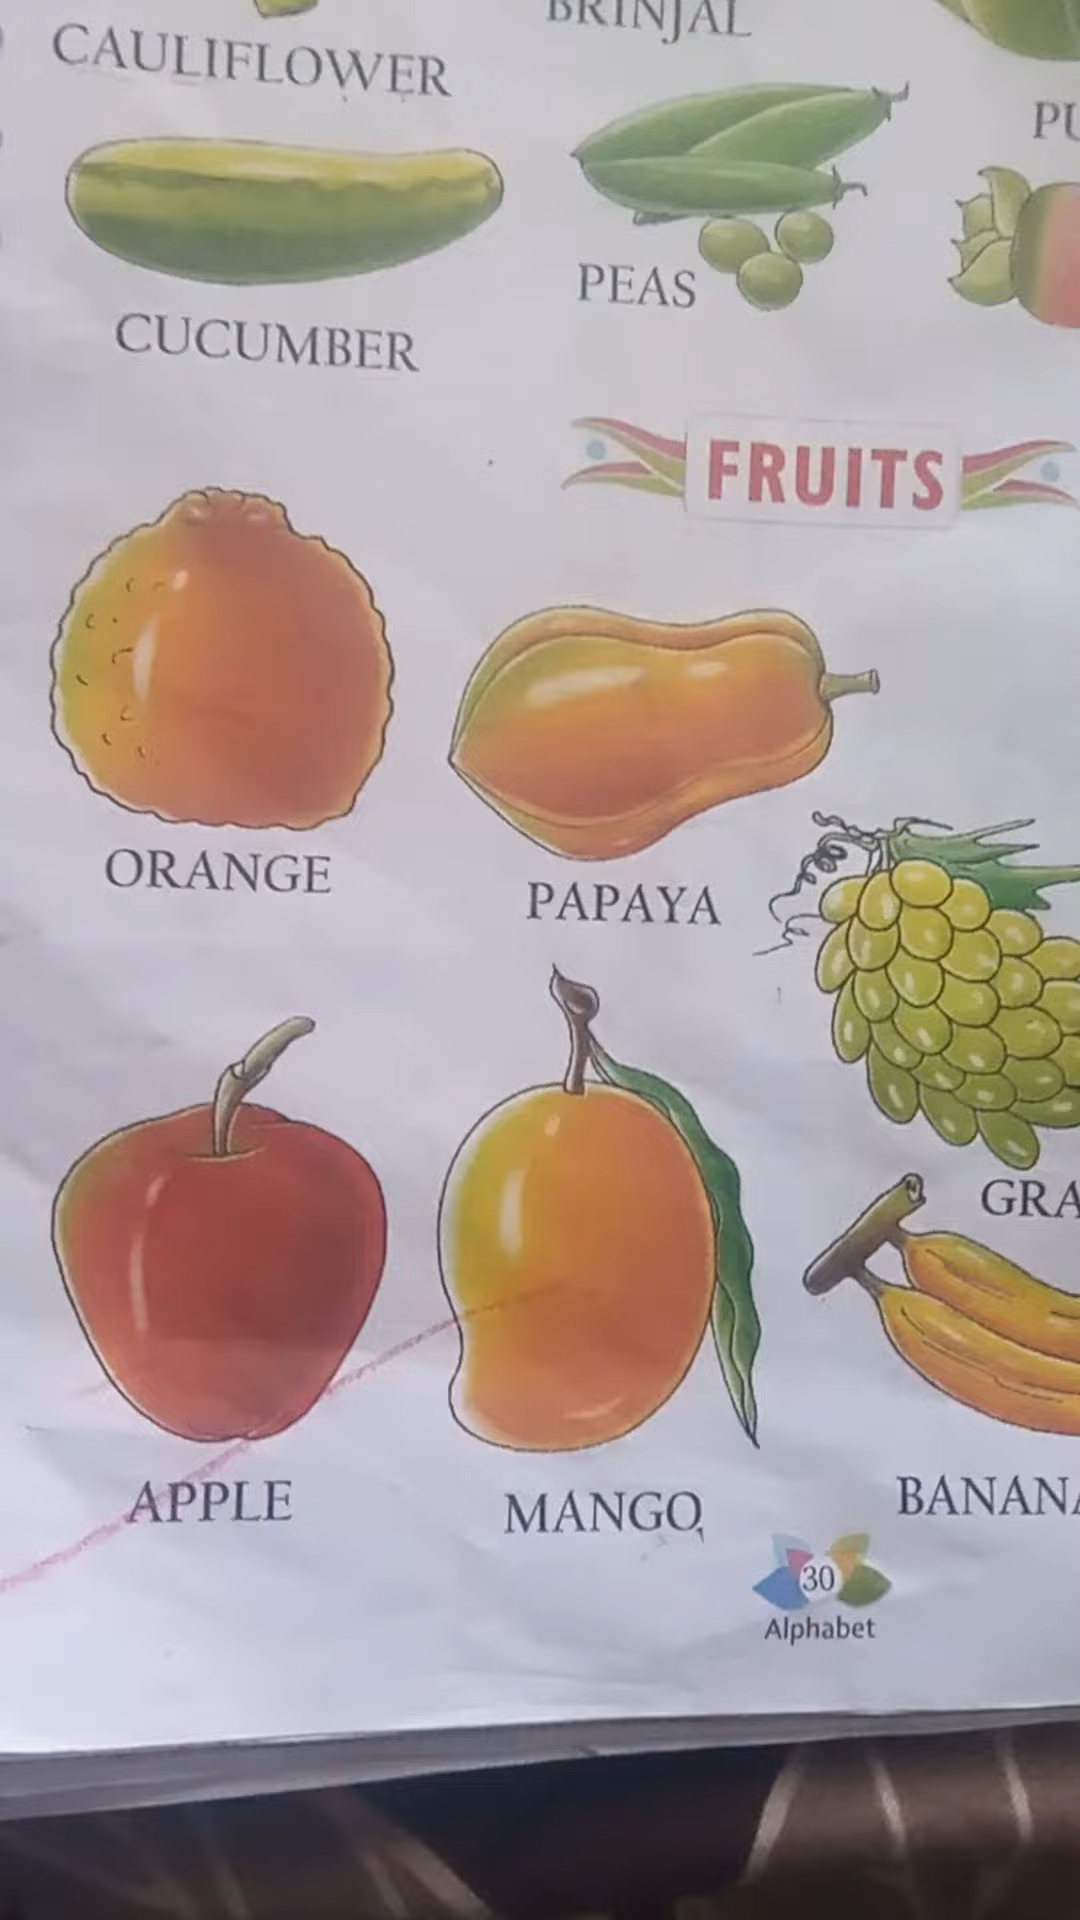 BRINJAL
CAULIFLOWER
PEAS
CUCUMBER
FRUITS
ORANGE
PAPAYA
APPLE
MANGO
30
Alphabet